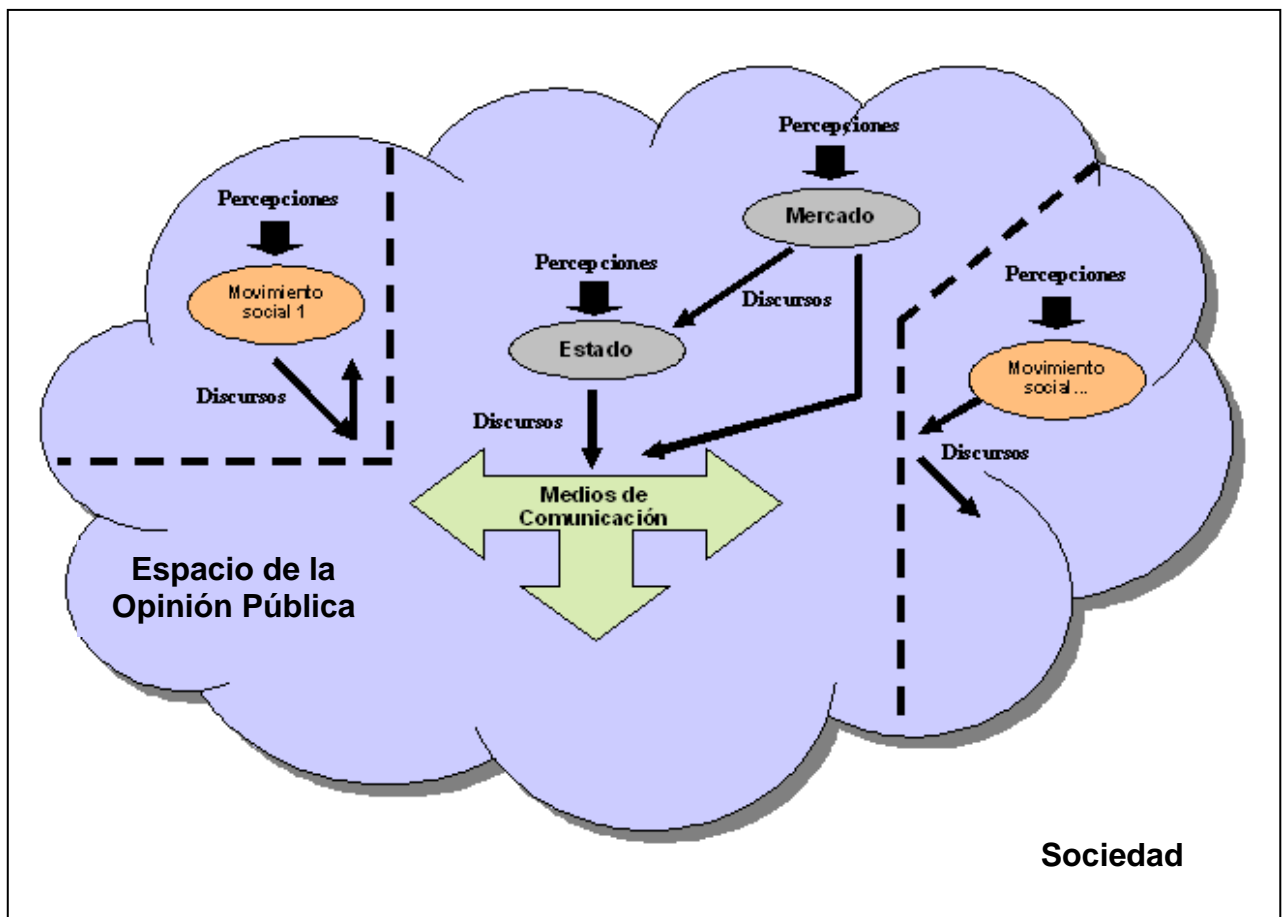 Percepciones
Mercado
Percepciones
Movimiento
social 1
Discursos
Percepciones
Estado
Discursos
Discursos
Percepciones
Movimiento
social ...
Discursos
Medios de
Comunicación
Espacio de la
Opinión Pública
Sociedad